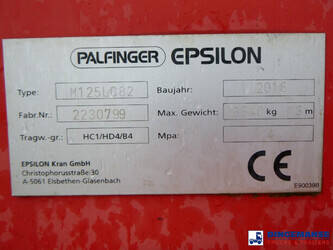 PALFINGER EPSILON
Type: M125L082 Baujahr: 2016
Fabr.Nr.: 2230799 Max. Gewicht: kg
Tragw.-gr.: HC1/HD4/B4 Mpa:
EPSILON Kran GmbH
Christophorusstraße 30
A-5061 Elsbethen-Glasenbach
CE
E900390